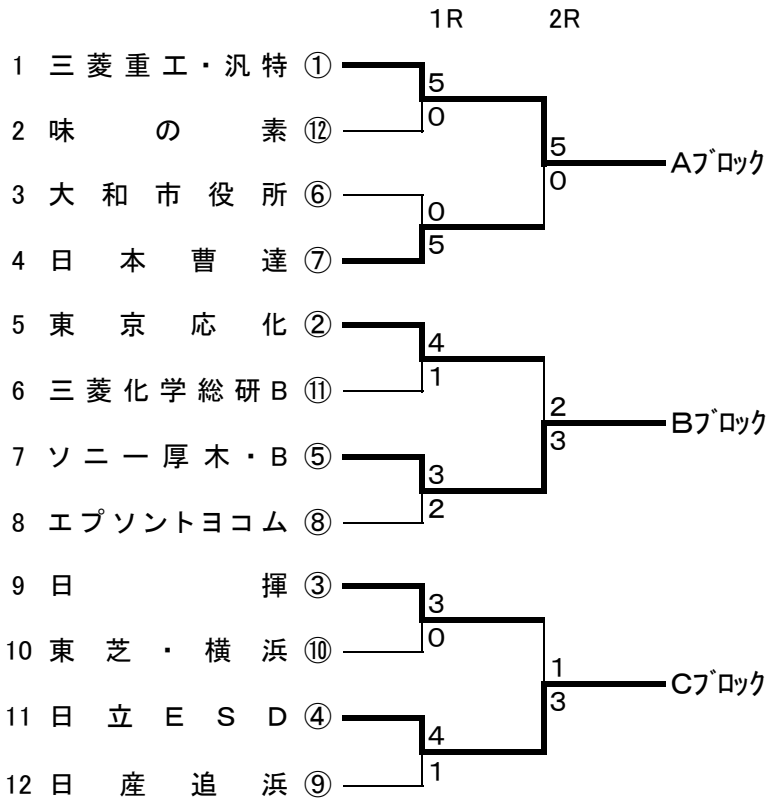 1R 2R
1 三菱重工・汎特 ①
5
0
2 味の素 ⑫
5
0
Aブロック
3 大和市役所 ⑥
0
5
4 日本曹達 ⑦
5 東京応化 ②
4
1
6 三菱化学総研B ⑪
2
3
Bブロック
7 ソニー厚木・B ⑤
3
2
8 エプソントヨコム ⑧
9 日揮 ③
3
0
10 東芝・横浜 ⑩
1
3
Cブロック
11 日立ESD ④
4
1
12 日産追浜 ⑨